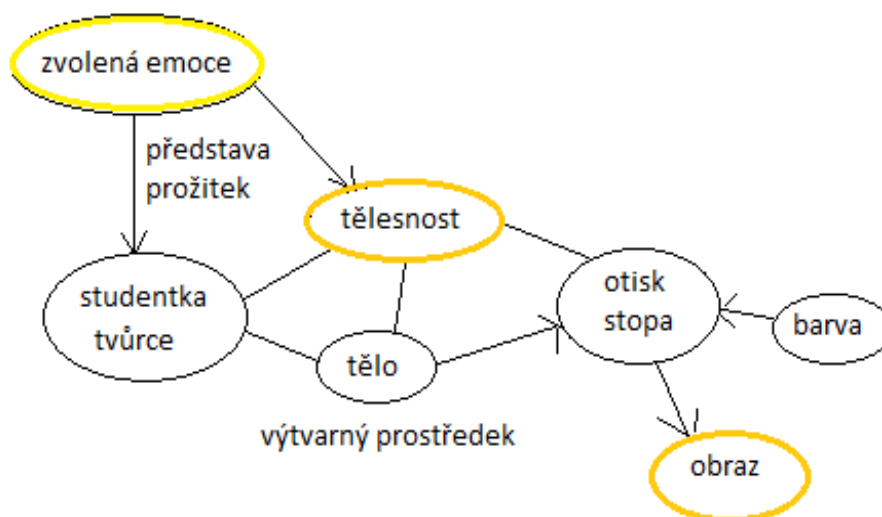 zvolená emoce
představa
prožitek
tělesnost
studentka
tvůrce
otisk
stopa
barva
tělo
výtvarný prostředek
obraz